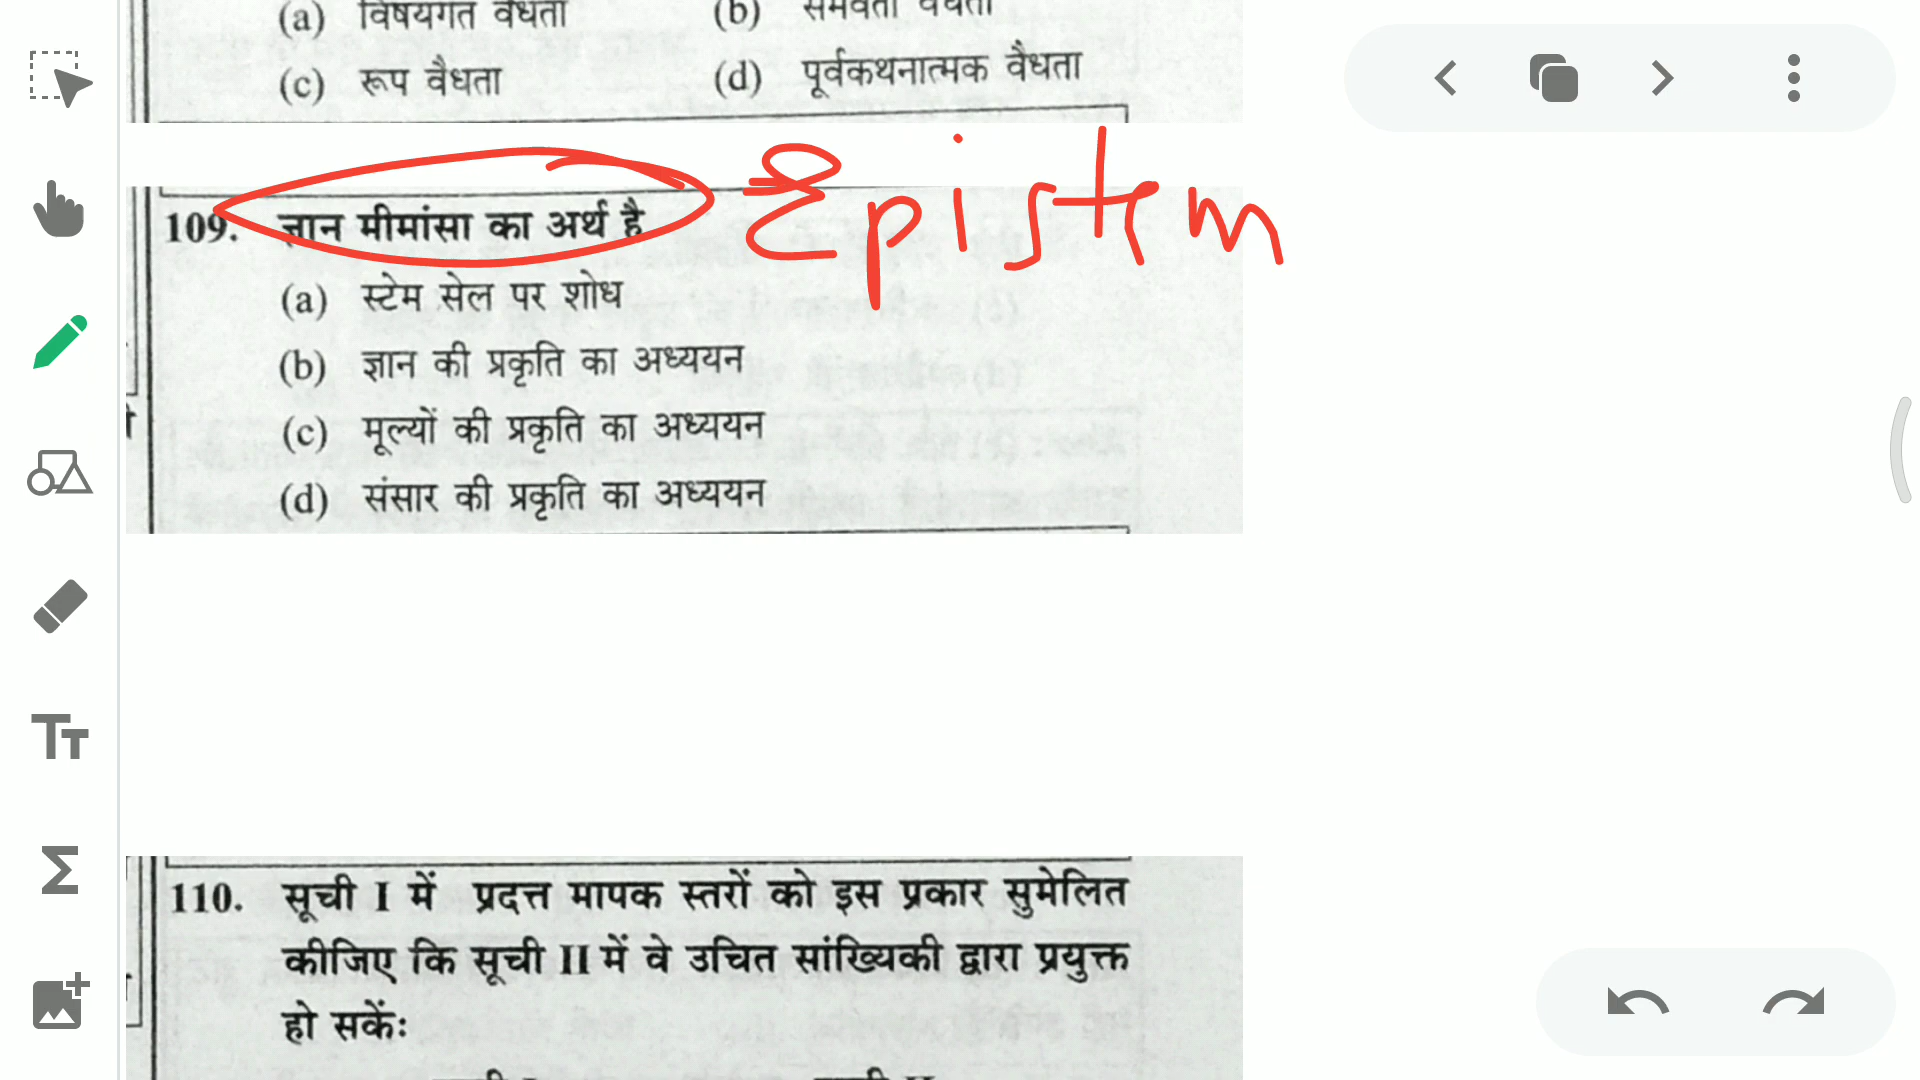 (a) विषयगत वैधता (b) समवर्ती वैधता
(c) रूप वैधता (d) पूर्वकथनात्मक वैधता
109. ज्ञान मीमांसा का अर्थ है
Epistem
(a) स्टेम सेल पर शोध
(b) ज्ञान की प्रकृति का अध्ययन
(c) मूल्यों की प्रकृति का अध्ययन
(d) संसार की प्रकृति का अध्ययन
110. सूची I में प्रदत्त मापक स्तरों को इस प्रकार सुमेलित
कीजिए कि सूची II में वे उचित सांख्यिकी द्वारा प्रयुक्त
हो सकेंः